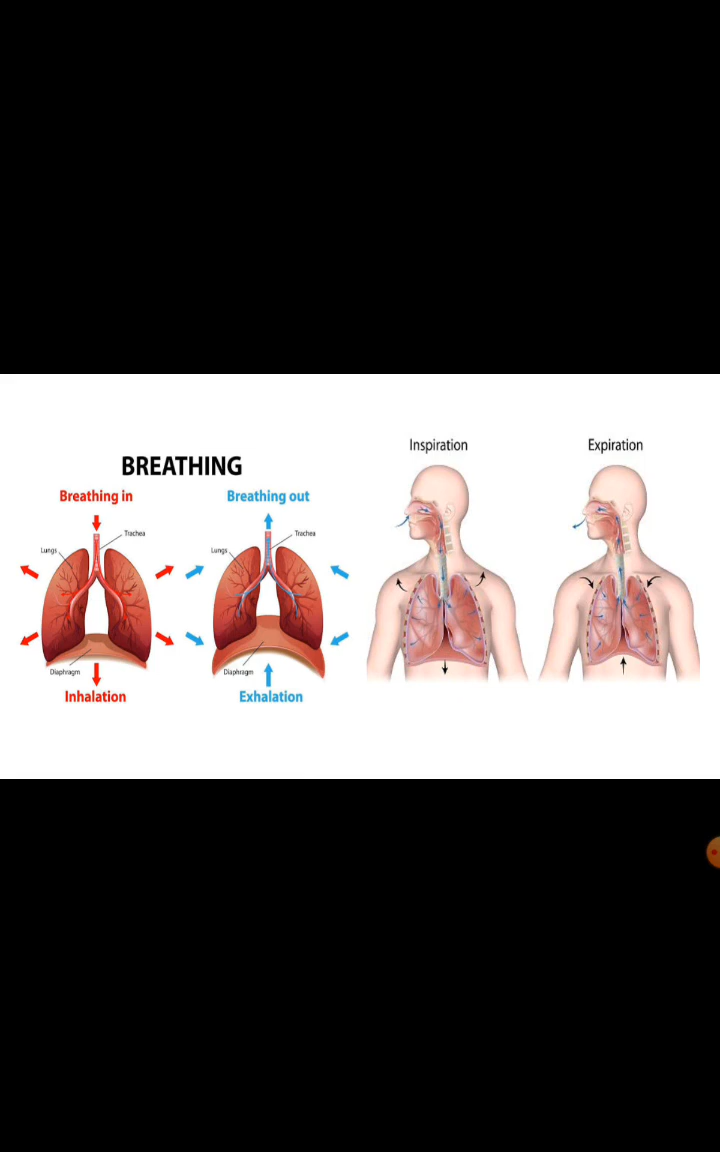 BREATHING
Breathing in
Trachea
Lungs
Diaphragm
Inhalation
Breathing out
Trachea
Lungs
Diaphragm
Exhalation
Inspiration
Expiration